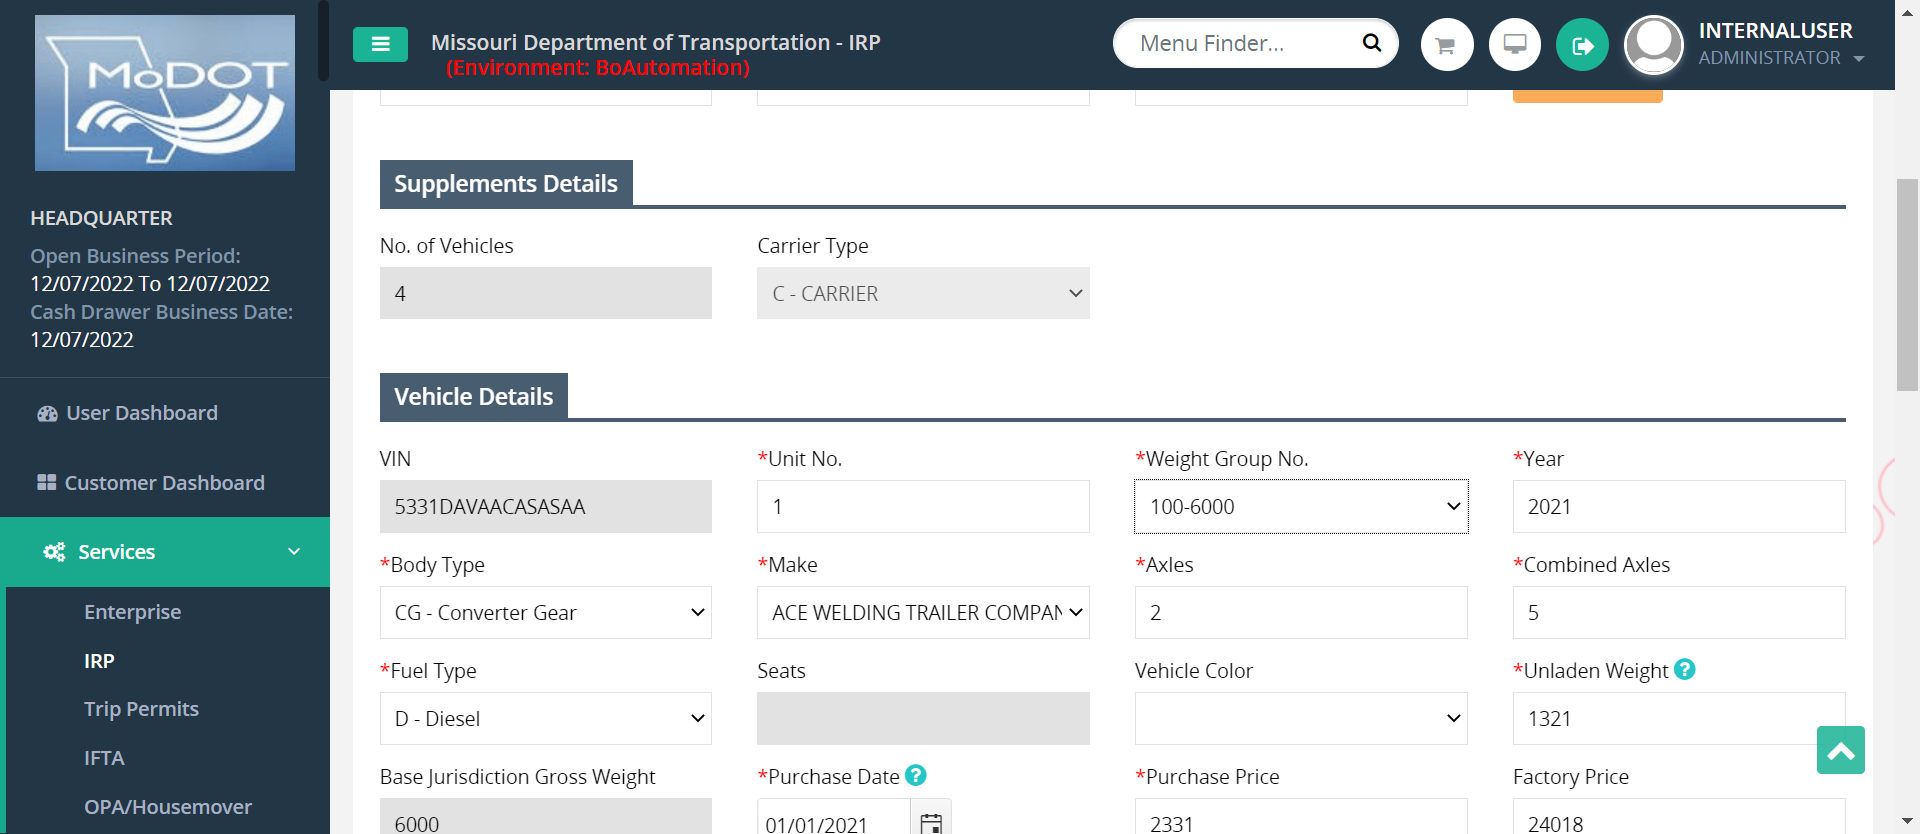 MoDOT
Missouri Department of Transportation - IRP
(Environment: BoAutomation)
Menu Finder...
INTERNALUSER
ADMINISTRATOR
HEADQUARTER
Open Business Period:
12/07/2022 To 12/07/2022
Cash Drawer Business Date:
12/07/2022
User Dashboard
Customer Dashboard
Services
Enterprise
IRP
Trip Permits
IFTA
OPA/Housemover
Supplements Details
No. of Vehicles
Carrier Type
4
C - CARRIER
Vehicle Details
VIN
*Unit No.
*Weight Group No.
*Year
5331DAVAACASASAA
1
100-6000
2021
*Body Type
*Make
*Axles
*Combined Axles
CG - Converter Gear
ACE WELDING TRAILER COMPAN
2
5
*Fuel Type
Seats
Vehicle Color
*Unladen Weight
D - Diesel
1321
Base Jurisdiction Gross Weight
*Purchase Date
*Purchase Price
Factory Price
6000
01/01/2021
2331
24018